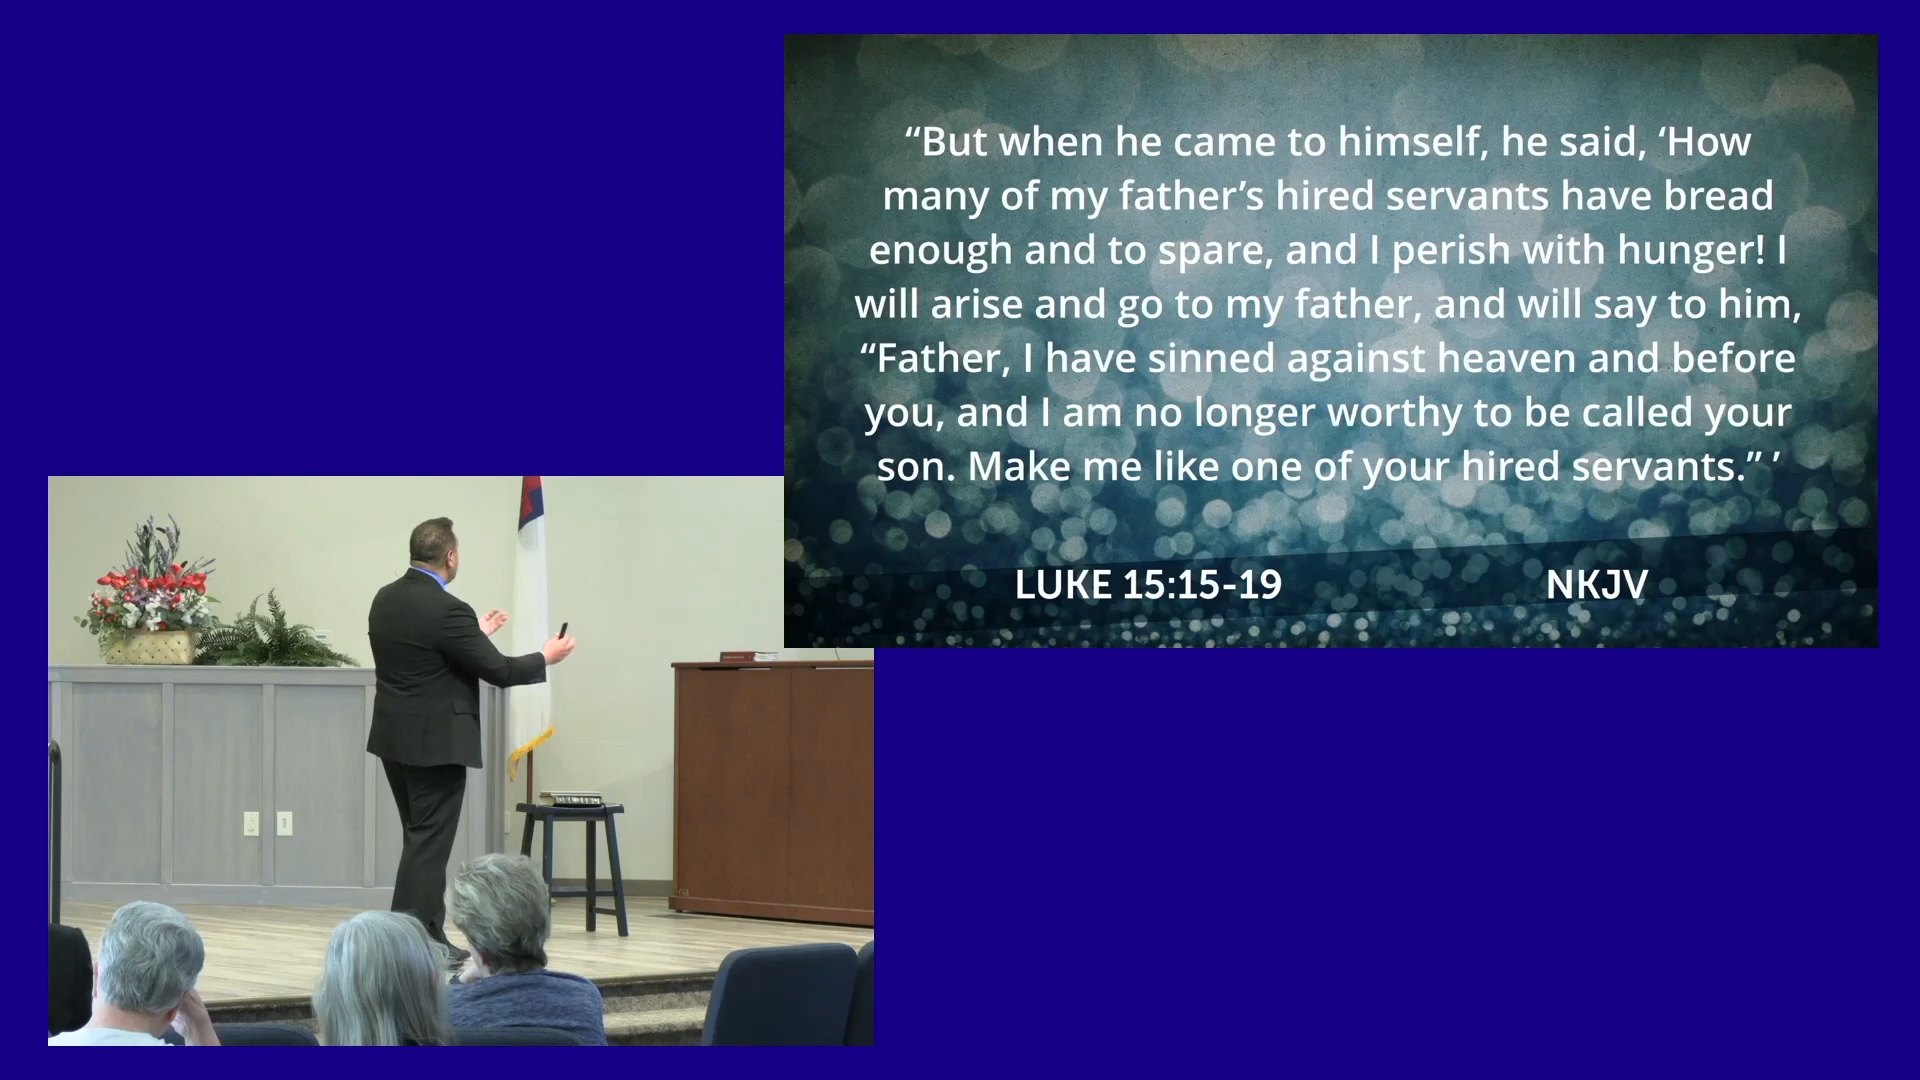 “But when he came to himself, he said, ‘How
many of my father’s hired servants have bread
enough and to spare, and I perish with hunger! I
will arise and go to my father, and will say to him,
“Father, I have sinned against heaven and before
you, and I am no longer worthy to be called your
son. Make me like one of your hired servants.” ’
LUKE 15:15-19 NKJV